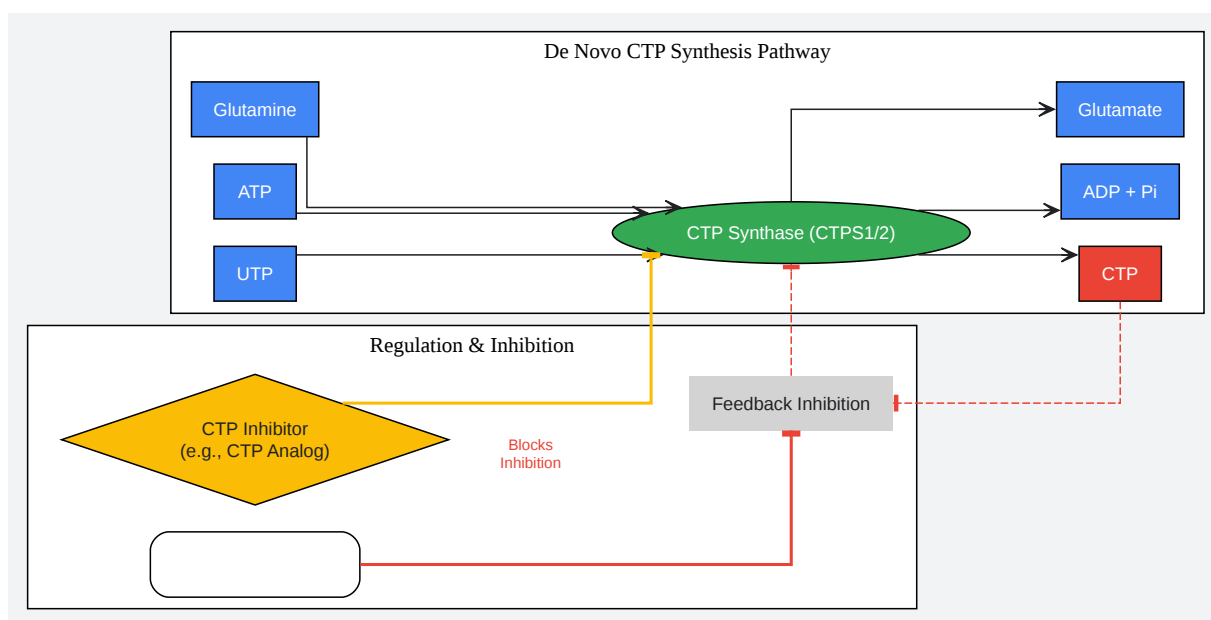 De Novo CTP Synthesis Pathway
Glutamine
Glutamate
ATP
ADP + Pi
CTP Synthase (CTPS1/2)
UTP
CTP
Regulation & Inhibition
Feedback Inhibition
CTP Inhibitor
(e.g., CTP Analog)
Blocks
Inhibition